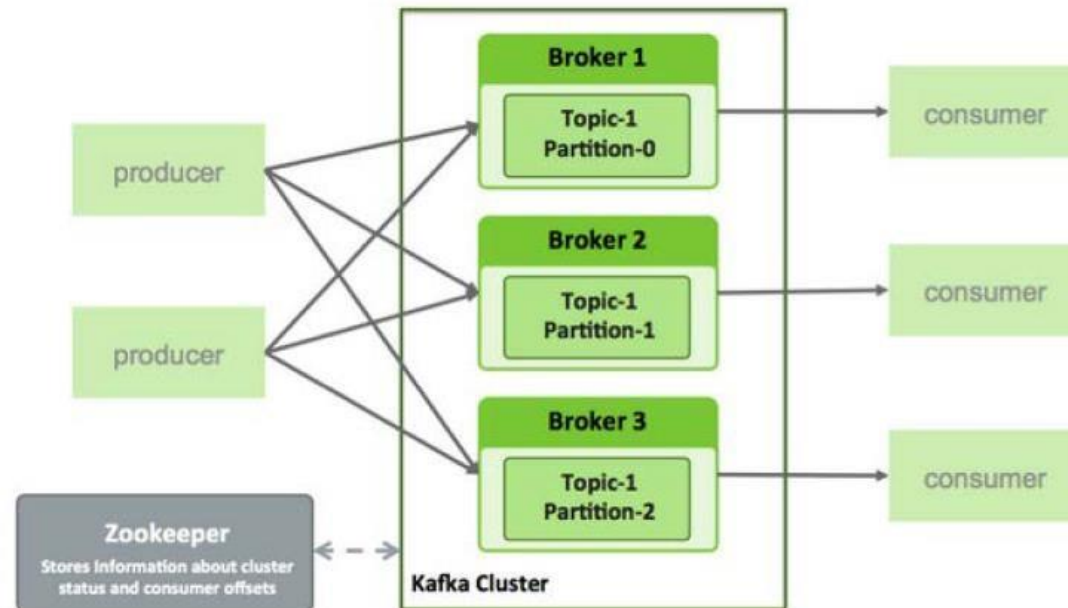 Broker 1
Topic-1
Partition-0
producer
consumer
Broker 2
Topic-1
Partition-1
producer
consumer
Broker 3
Topic-1
Partition-2
consumer
Zookeeper
Stores Information about cluster
status and consumer offsets
Kafka Cluster